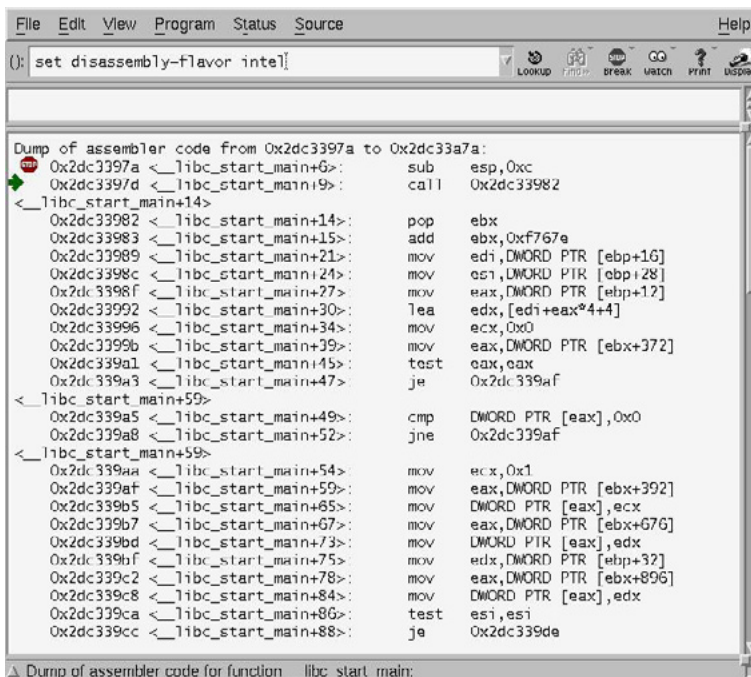 File Edit View Program Status Source Help
(): set disassembly-flavor intel
Lookup Find>> Break Watch Print Display
Dump of assembler code from 0x2dc3397a to 0x2dc33a7a:
STOP 0x2dc3397a <__libc_start_main+6>: sub esp,0xc
0x2dc3397d <__libc_start_main+9>: call 0x2dc33982
<__libc_start_main+14>
0x2dc33982 <__libc_start_main+14>: pop ebx
0x2dc33983 <__libc_start_main+15>: add ebx,0xf767e
0x2dc33989 <__libc_start_main+21>: mov edi,DWORD PTR [ebp+16]
0x2dc3398c <__libc_start_main+24>: mov esi,DWORD PTR [ebp+28]
0x2dc3398f <__libc_start_main+27>: mov eax,DWORD PTR [ebp+12]
0x2dc33992 <__libc_start_main+30>: lea edx,[edi+eax*4+4]
0x2dc33996 <__libc_start_main+34>: mov ecx,0x0
0x2dc3399b <__libc_start_main+39>: mov eax,DWORD PTR [ebx+372]
0x2dc339a1 <__libc_start_main+45>: test eax,eax
0x2dc339a3 <__libc_start_main+47>: je 0x2dc339af
<__libc_start_main+59>
0x2dc339a5 <__libc_start_main+49>: cmp DWORD PTR [eax],0x0
0x2dc339a8 <__libc_start_main+52>: jne 0x2dc339af
<__libc_start_main+59>
0x2dc339aa <__libc_start_main+54>: mov ecx,0x1
0x2dc339af <__libc_start_main+59>: mov eax,DWORD PTR [ebx+392]
0x2dc339b5 <__libc_start_main+65>: mov DWORD PTR [eax],ecx
0x2dc339b7 <__libc_start_main+67>: mov eax,DWORD PTR [ebx+676]
0x2dc339bd <__libc_start_main+73>: mov DWORD PTR [eax],edx
0x2dc339bf <__libc_start_main+75>: mov edx,DWORD PTR [ebp+32]
0x2dc339c2 <__libc_start_main+78>: mov eax,DWORD PTR [ebx+896]
0x2dc339c8 <__libc_start_main+84>: mov DWORD PTR [eax],edx
0x2dc339ca <__libc_start_main+86>: test esi,esi
0x2dc339cc <__libc_start_main+88>: je 0x2dc339de
Dump of assembler code for function __libc_start_main: